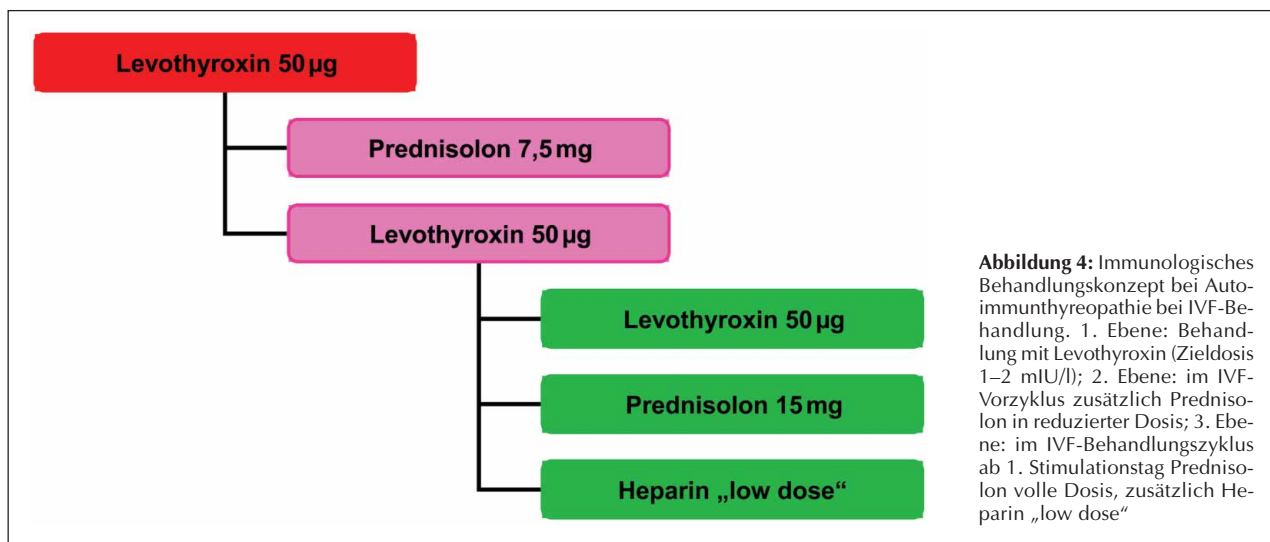 Levothyroxin 50 µg
Prednisolon 7,5 mg
Levothyroxin 50 µg
Levothyroxin 50 µg
Prednisolon 15 mg
Heparin „low dose“
Abbildung 4: Immunologisches
Behandlungskonzept bei Auto-
immunthyreopathie bei IVF-Be-
handlung. 1. Ebene: Behand-
lung mit Levothyroxin (Zieldosis
1–2 mIU/l); 2. Ebene: im IVF-
Vorzyklus zusätzlich Predniso-
lon in reduzierter Dosis; 3. Ebe-
ne: im IVF-Behandlungszyklus
ab 1. Stimulationstag Predniso-
lon volle Dosis, zusätzlich He-
parin „low dose“